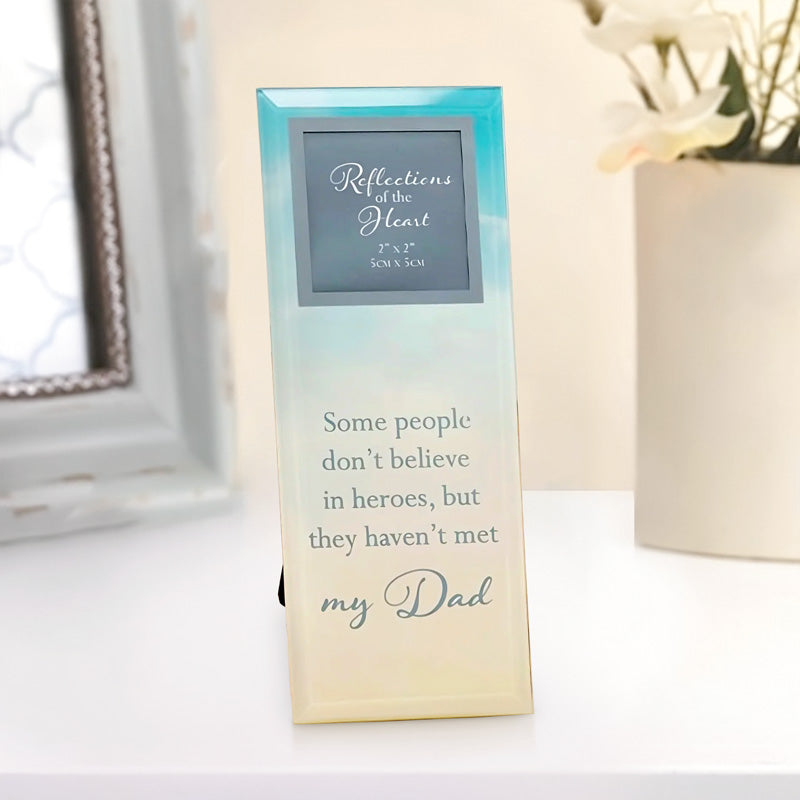 Reflections
of the
Heart
2" x 2"
5cm x 5cm
Some people
don't believe
in heroes, but
they haven't met
my Dad